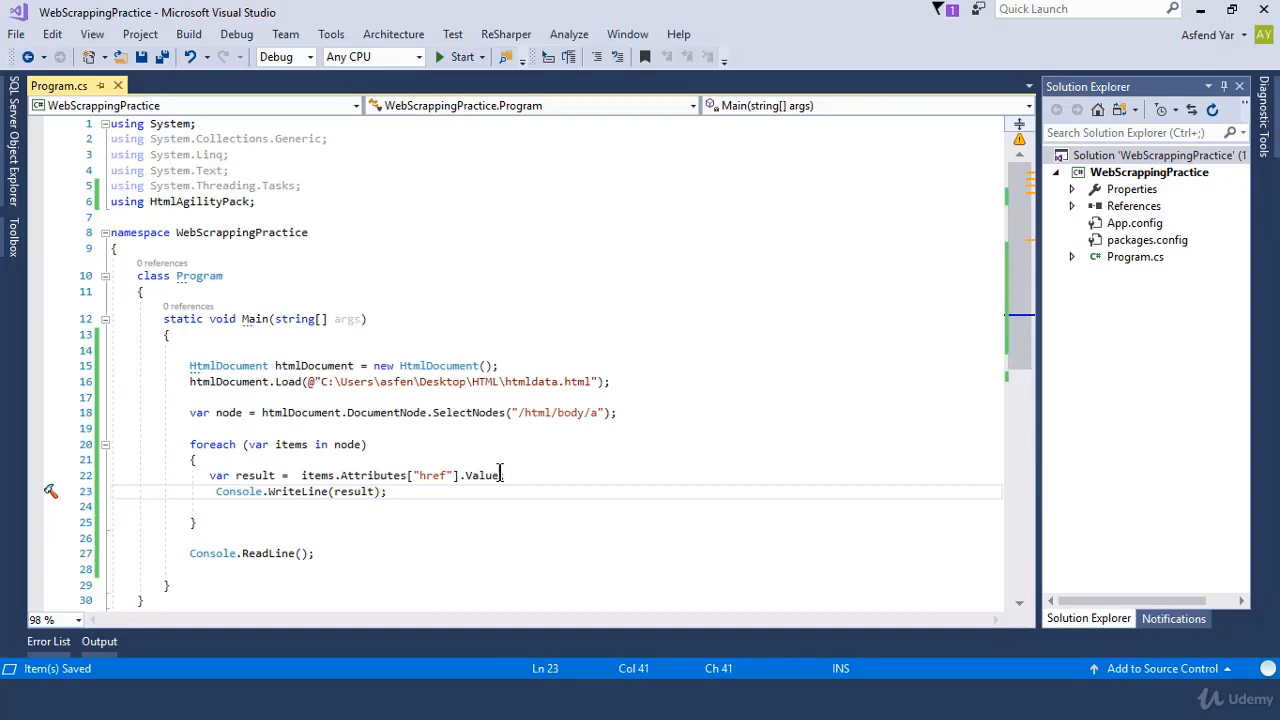 WebScrappingPractice - Microsoft Visual Studio
1
Quick Launch
File Edit View Project Build Debug Team Tools Architecture Test ReSharper Analyze Window Help
Asfend Yar AY
Debug Any CPU Start
Program.cs
WebScrappingPractice WebScrappingPractice.Program Main(string[] args)
SQL Server Object Explorer
Toolbox
1 using System;
2 using System.Collections.Generic;
3 using System.Linq;
4 using System.Text;
5 using System.Threading.Tasks;
6 using HtmlAgilityPack;
7
8 namespace WebScrappingPractice
9 {
0 references
10 class Program
11 {
0 references
12 static void Main(string[] args)
13 {
14
15 HtmlDocument htmlDocument = new HtmlDocument();
16 htmlDocument.Load(@"C:\Users\asfen\Desktop\HTML\htmldata.html");
17
18 var node = htmlDocument.DocumentNode.SelectNodes("/html/body/a");
19
20 foreach (var items in node)
21 {
22 var result = items.Attributes["href"].Value;
23 Console.WriteLine(result);
24
25 }
26
27 Console.ReadLine();
28
29 }
30 }
98 %
Solution Explorer
Search Solution Explorer (Ctrl+;)
Solution 'WebScrappingPractice' (1
WebScrappingPractice
Properties
References
App.config
packages.config
Program.cs
Solution Explorer Notifications
Diagnostic Tools
Error List Output
Item(s) Saved Ln 23 Col 41 Ch 41 INS Add to Source Control
Udemy